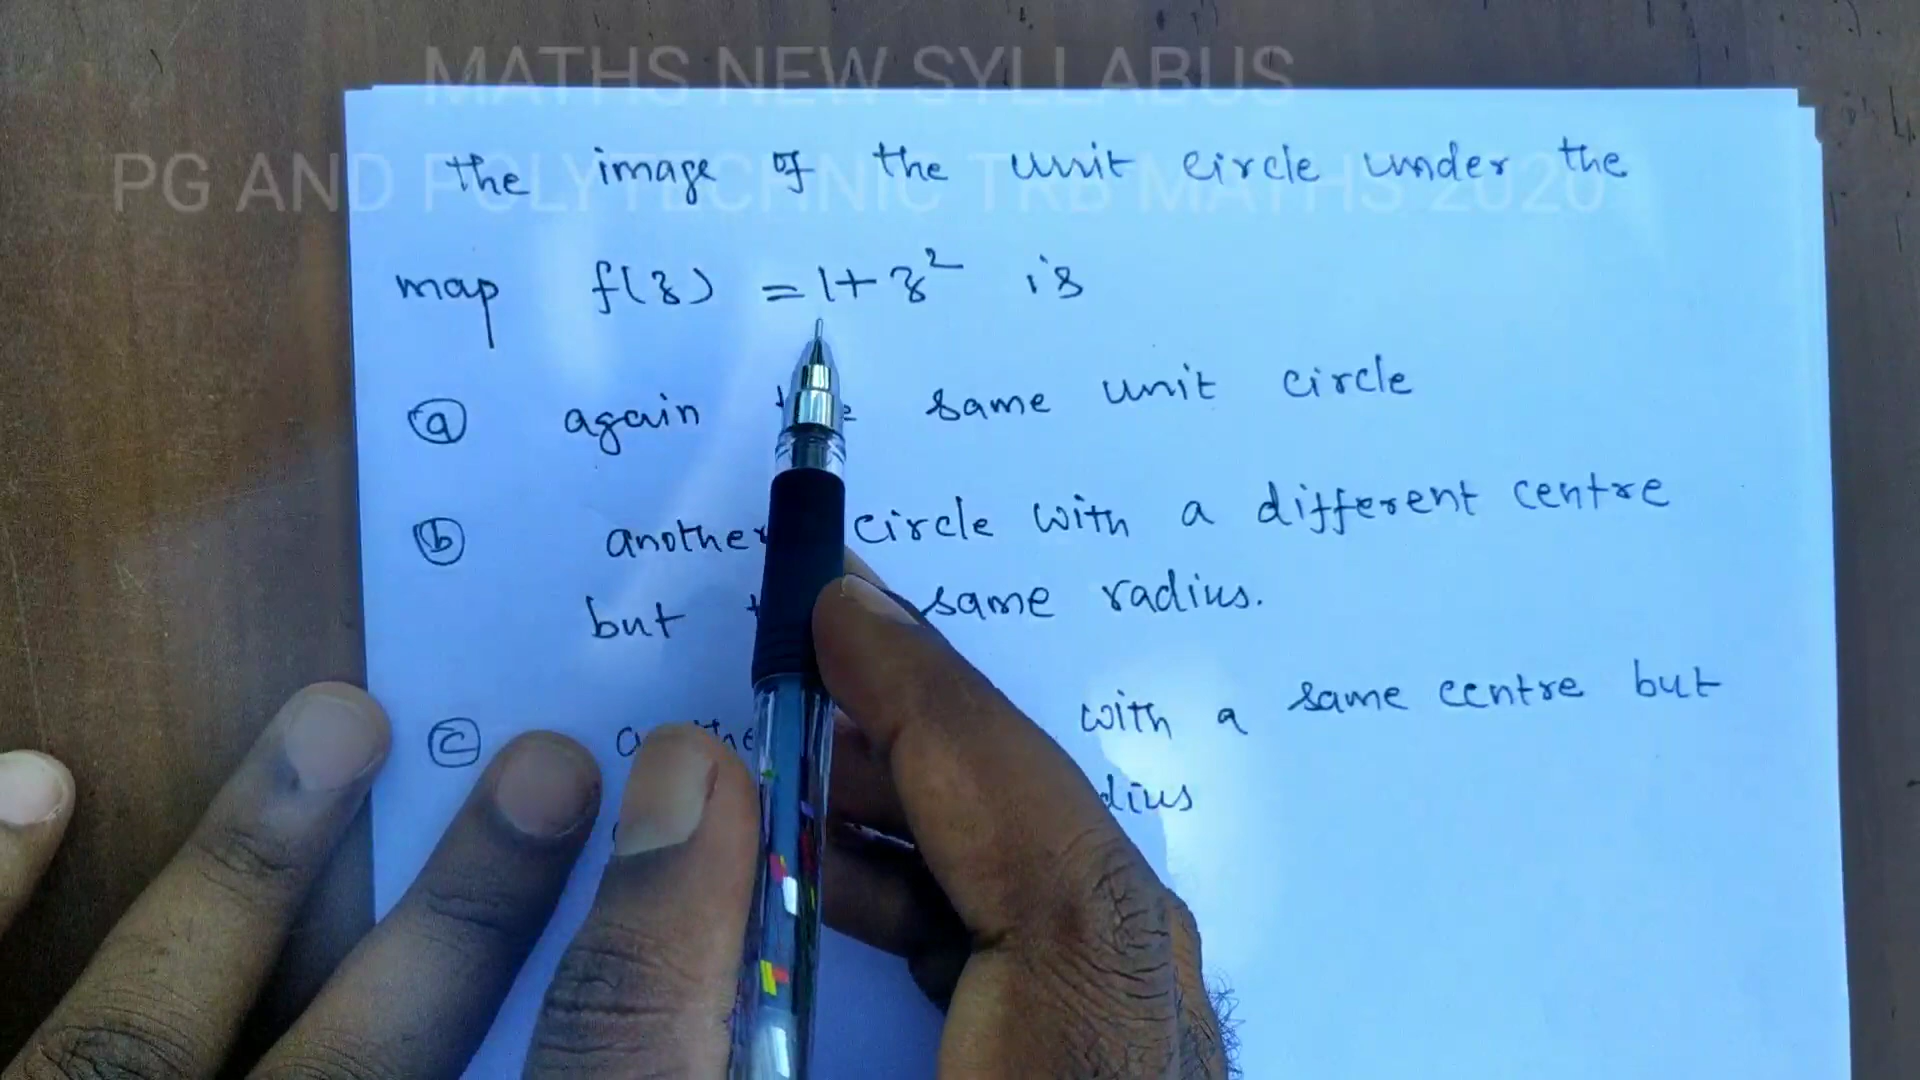 MATHS NEW SYLLABUS
PG AND POLYTECHNIC TRB MATHS 2020
the image of the unit circle under the
map f(z) = 1 + z² is
(a) again same unit circle
(b) another circle with a different centre
but same radius.
(c) with a same centre but